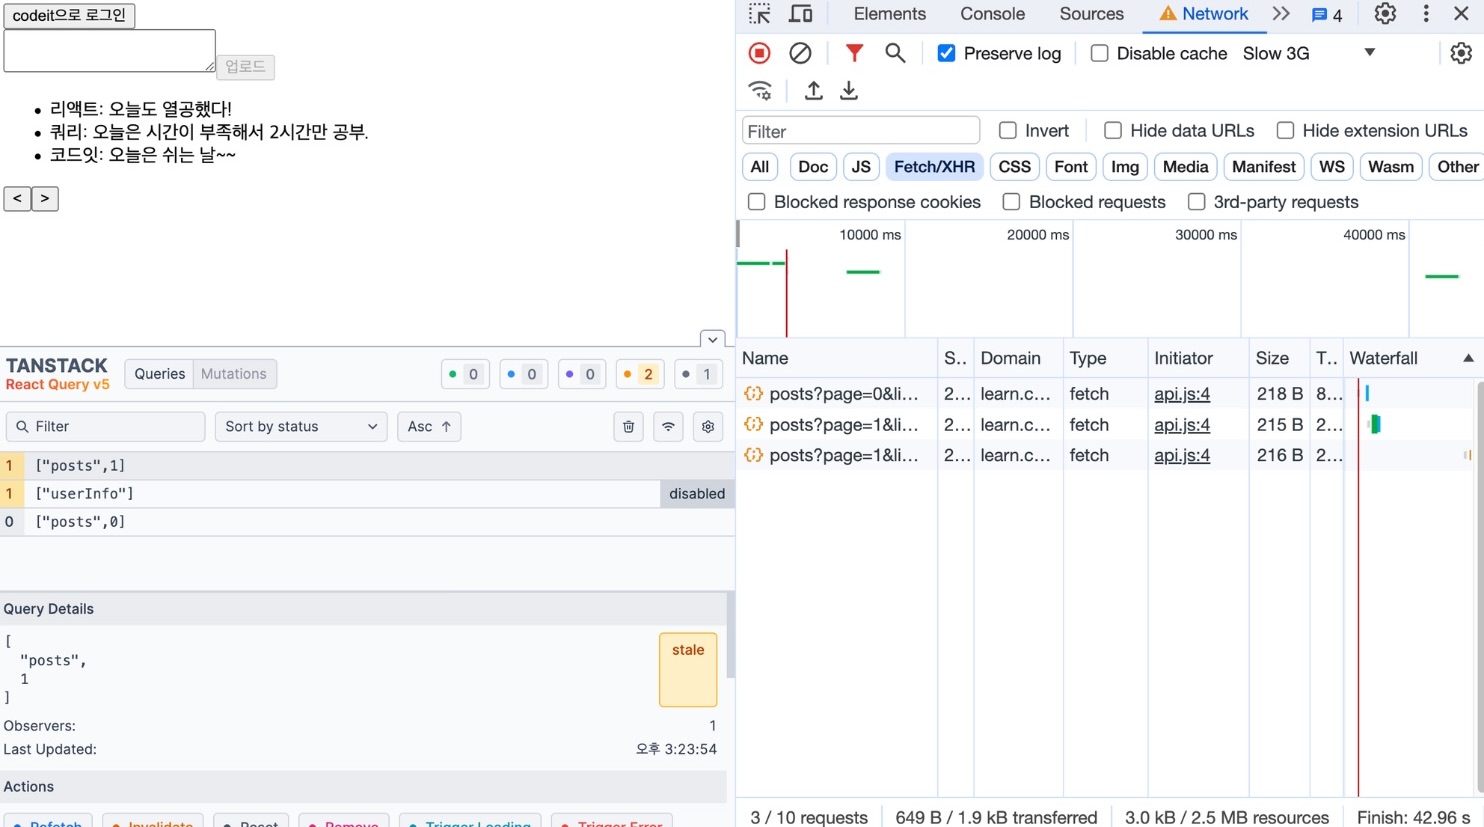 codeit으로 로그인
업로드
리액트: 오늘도 열공했다!
쿼리: 오늘은 시간이 부족해서 2시간만 공부.
코드잇: 오늘은 쉬는 날~~
< >
TANSTACK
React Query v5
Queries Mutations
0 0 0 2 1
Filter Sort by status Asc ↑
1 ["posts",1]
1 ["userInfo"] disabled
0 ["posts",0]
Query Details
[
"posts",
1
]
stale
Observers: 1
Last Updated: 오후 3:23:54
Actions
Refetch Invalidate Reset Remove Trigger Loading Trigger Error
Elements Console Sources Network >> 4
Preserve log Disable cache Slow 3G
Filter Invert Hide data URLs Hide extension URLs
All Doc JS Fetch/XHR CSS Font Img Media Manifest WS Wasm Other
Blocked response cookies Blocked requests 3rd-party requests
10000 ms 20000 ms 30000 ms 40000 ms
Name S.. Domain Type Initiator Size T.. Waterfall
posts?page=0&li... 2... learn.c... fetch api.js:4 218 B 8...
posts?page=1&li... 2... learn.c... fetch api.js:4 215 B 2...
posts?page=1&li... 2... learn.c... fetch api.js:4 216 B 2...
3 / 10 requests 649 B / 1.9 kB transferred 3.0 kB / 2.5 MB resources Finish: 42.96 s